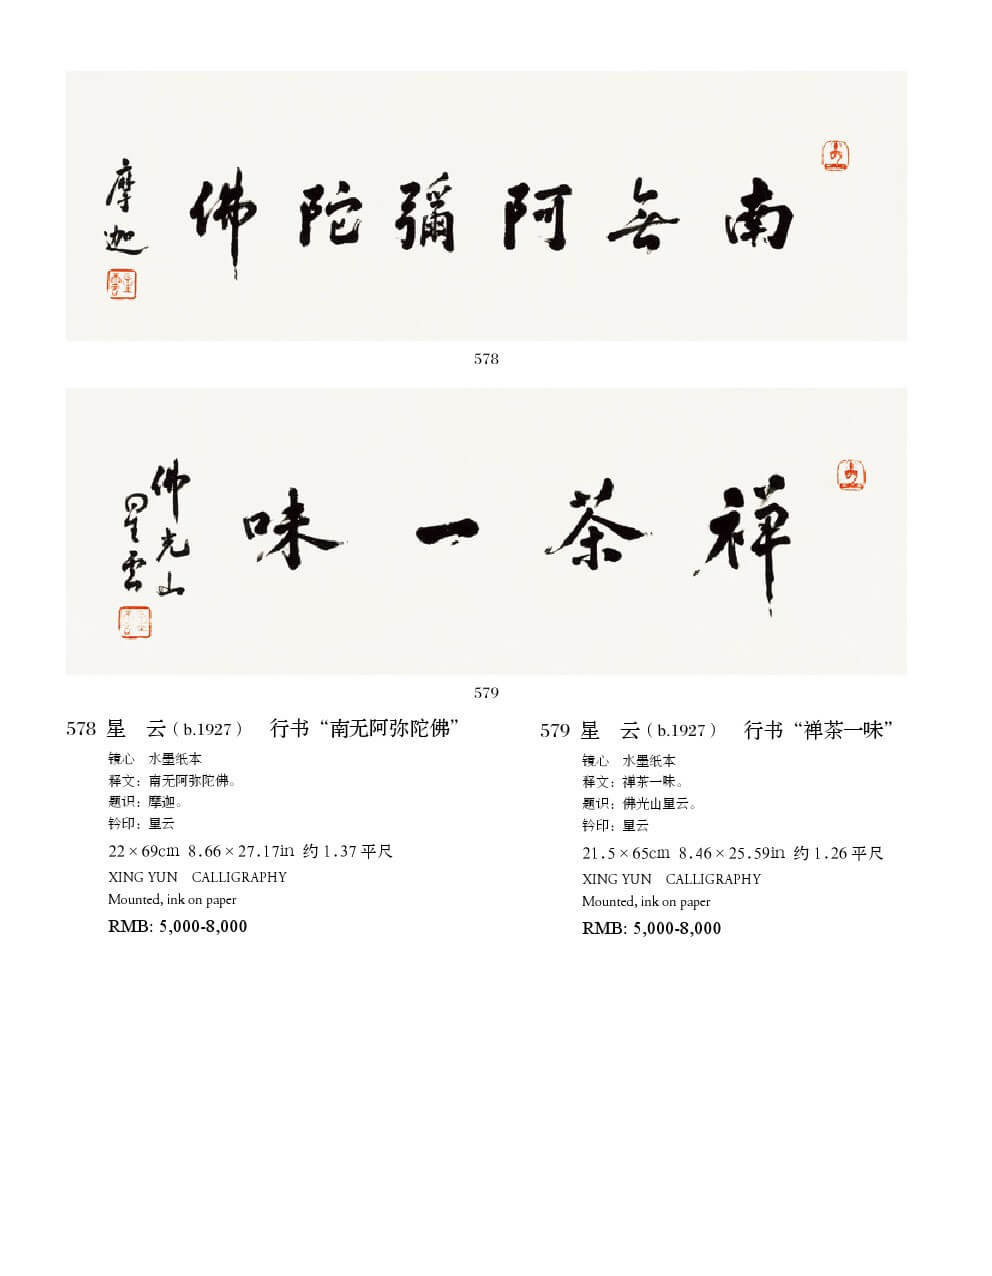 南无阿彌陀佛
摩迦
578
禅茶一味
佛光山
星雲
579
578 星 云（b.1927） 行书“南无阿弥陀佛”
镜心 水墨纸本
释文：南无阿弥陀佛。
题识：摩迦。
钤印：星云
22×69cm 8.66×27.17in 约1.37平尺
XING YUN CALLIGRAPHY
Mounted, ink on paper
RMB: 5,000-8,000
579 星 云（b.1927） 行书“禅茶一味”
镜心 水墨纸本
释文：禅茶一味。
题识：佛光山星云。
钤印：星云
21.5×65cm 8.46×25.59in 约1.26平尺
XING YUN CALLIGRAPHY
Mounted, ink on paper
RMB: 5,000-8,000